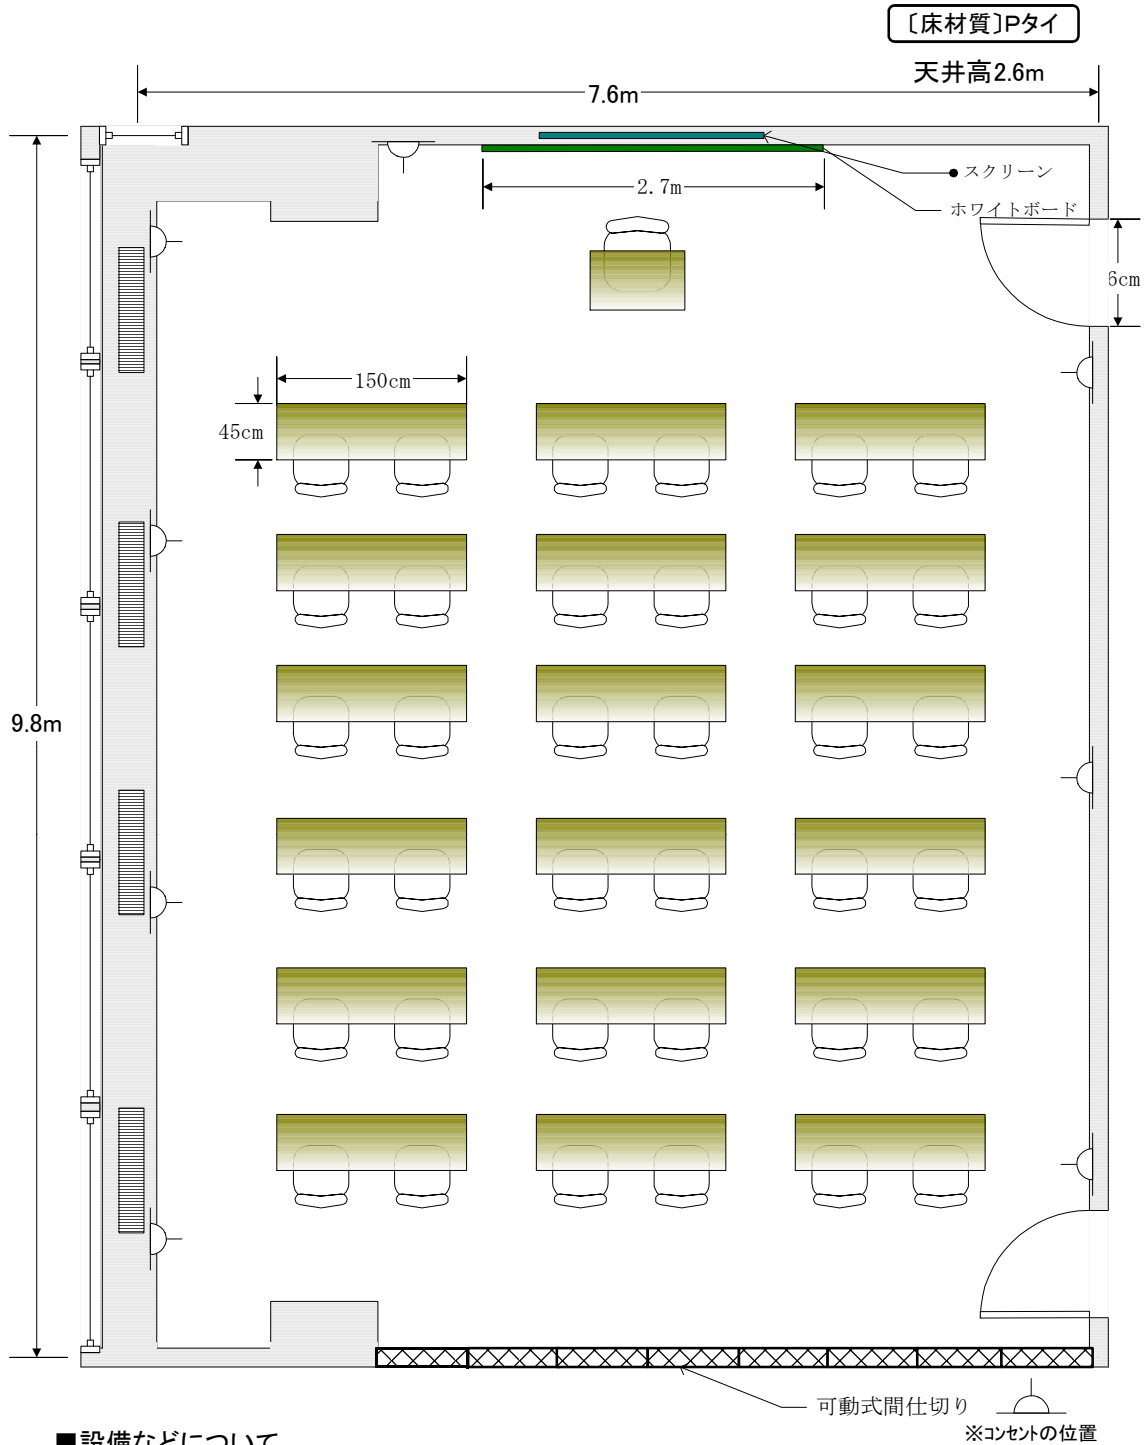 〔床材質〕Pタイ
天井高2.6m
7.6m
スクリーン
2.7m
ホワイトボード
6cm
150cm
45cm
9.8m
可動式間仕切り
※コンセントの位置
■設備などについて